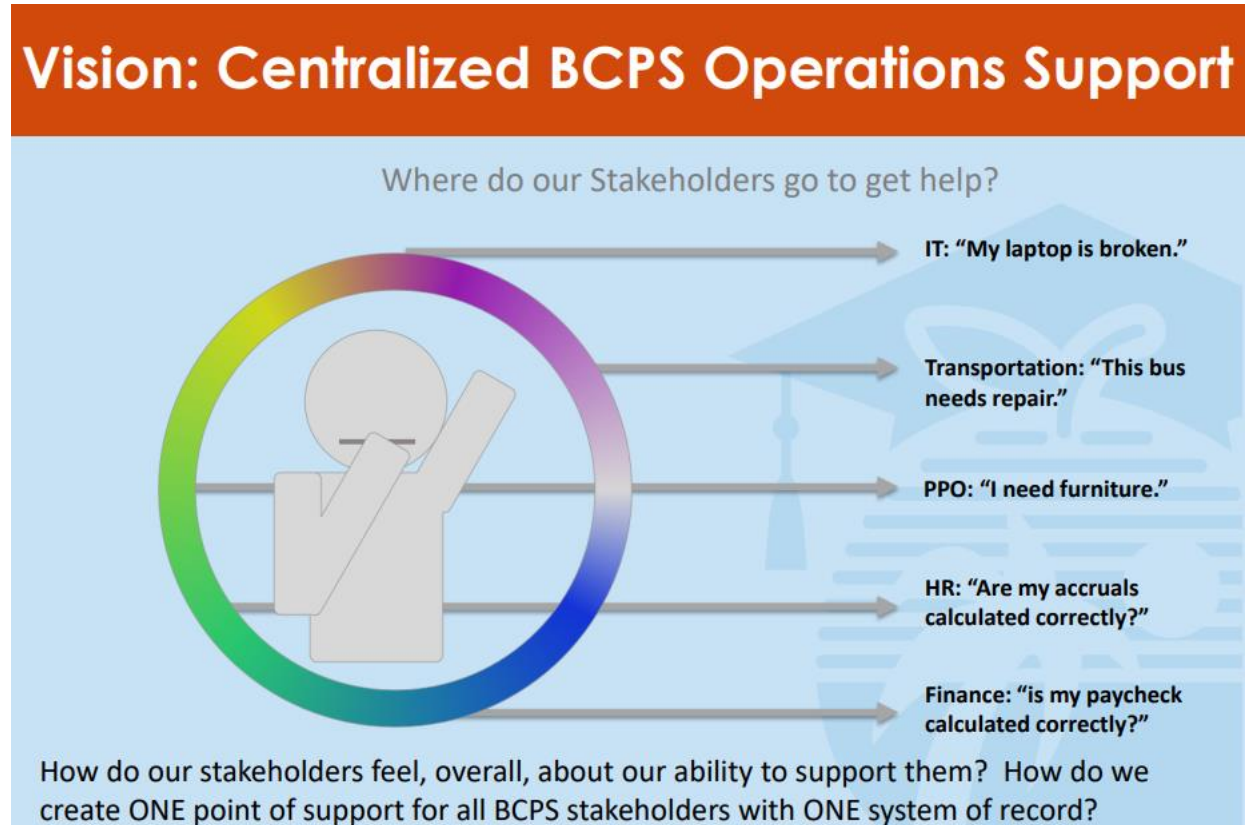 Vision: Centralized BCPS Operations Support
Where do our Stakeholders go to get help?
IT: “My laptop is broken.”
Transportation: “This bus
needs repair.”
PPO: “I need furniture.”
HR: “Are my accruals
calculated correctly?”
Finance: “is my paycheck
calculated correctly?”
How do our stakeholders feel, overall, about our ability to support them? How do we
create ONE point of support for all BCPS stakeholders with ONE system of record?